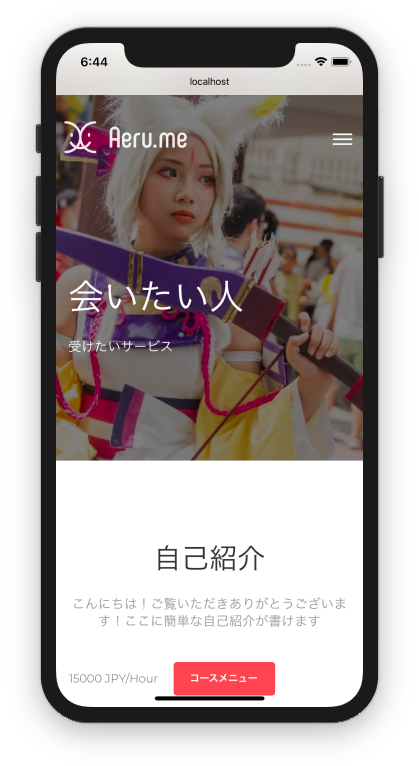 6:44
localhost
Aeru.me
会いたい人
受けたいサービス
自己紹介
こんにちは！ご覧いただきありがとうございま
す！ここに簡単な自己紹介が書けます
15000 JPY/Hour
コースメニュー